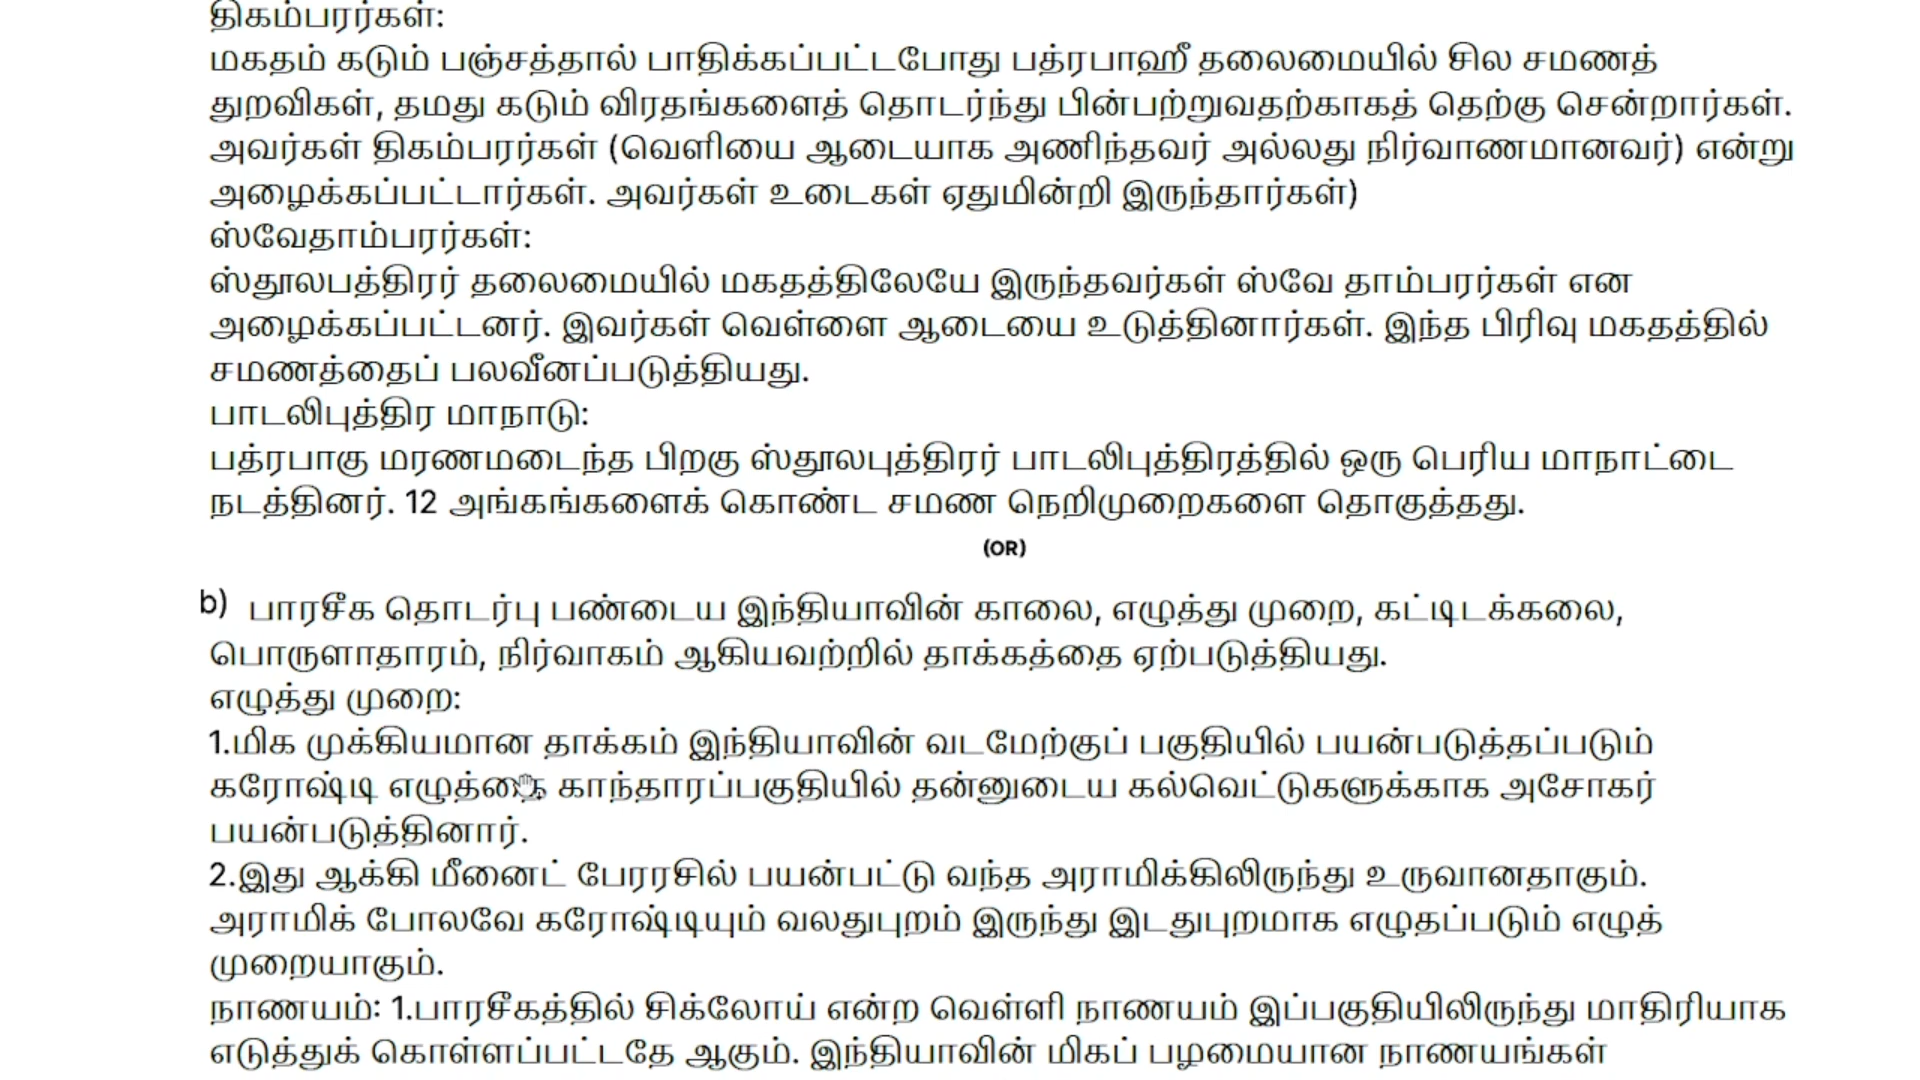 திகம்பரர்கள்:
மகதம் கடும் பஞ்சத்தால் பாதிக்கப்பட்டபோது பத்ரபாஹீ தலைமையில் சில சமணத்
துறவிகள், தமது கடும் விரதங்களைத் தொடர்ந்து பின்பற்றுவதற்காகத் தெற்கு சென்றார்கள்.
அவர்கள் திகம்பரர்கள் (வெளியை ஆடையாக அணிந்தவர் அல்லது நிர்வாணமானவர்) என்று
அழைக்கப்பட்டார்கள். அவர்கள் உடைகள் ஏதுமின்றி இருந்தார்கள்)
ஸ்வேதாம்பரர்கள்:
ஸ்தூலபத்திரர் தலைமையில் மகதத்திலேயே இருந்தவர்கள் ஸ்வே தாம்பரர்கள் என
அழைக்கப்பட்டனர். இவர்கள் வெள்ளை ஆடையை உடுத்தினார்கள். இந்த பிரிவு மகதத்தில்
சமணத்தைப் பலவீனப்படுத்தியது.
பாடலிபுத்திர மாநாடு:
பத்ரபாகு மரணமடைந்த பிறகு ஸ்தூலபுத்திரர் பாடலிபுத்திரத்தில் ஒரு பெரிய மாநாட்டை
நடத்தினர். 12 அங்கங்களைக் கொண்ட சமண நெறிமுறைகளை தொகுத்தது.
(OR)
b) பாரசீக தொடர்பு பண்டைய இந்தியாவின் காலை, எழுத்து முறை, கட்டிடக்கலை,
பொருளாதாரம், நிர்வாகம் ஆகியவற்றில் தாக்கத்தை ஏற்படுத்தியது.
எழுத்து முறை:
1.மிக முக்கியமான தாக்கம் இந்தியாவின் வடமேற்குப் பகுதியில் பயன்படுத்தப்படும்
கரோஷ்டி எழுத்தை காந்தாரப்பகுதியில் தன்னுடைய கல்வெட்டுகளுக்காக அசோகர்
பயன்படுத்தினார்.
2.இது ஆக்கி மீனைட் பேரரசில் பயன்பட்டு வந்த அராமிக்கிலிருந்து உருவானதாகும்.
அராமிக் போலவே கரோஷ்டியும் வலதுபுறம் இருந்து இடதுபுறமாக எழுதப்படும் எழுத்
முறையாகும்.
நாணயம்: 1.பாரசீகத்தில் சிக்லோய் என்ற வெள்ளி நாணயம் இப்பகுதியிலிருந்து மாதிரியாக
எடுத்துக் கொள்ளப்பட்டதே ஆகும். இந்தியாவின் மிகப் பழமையான நாணயங்கள்